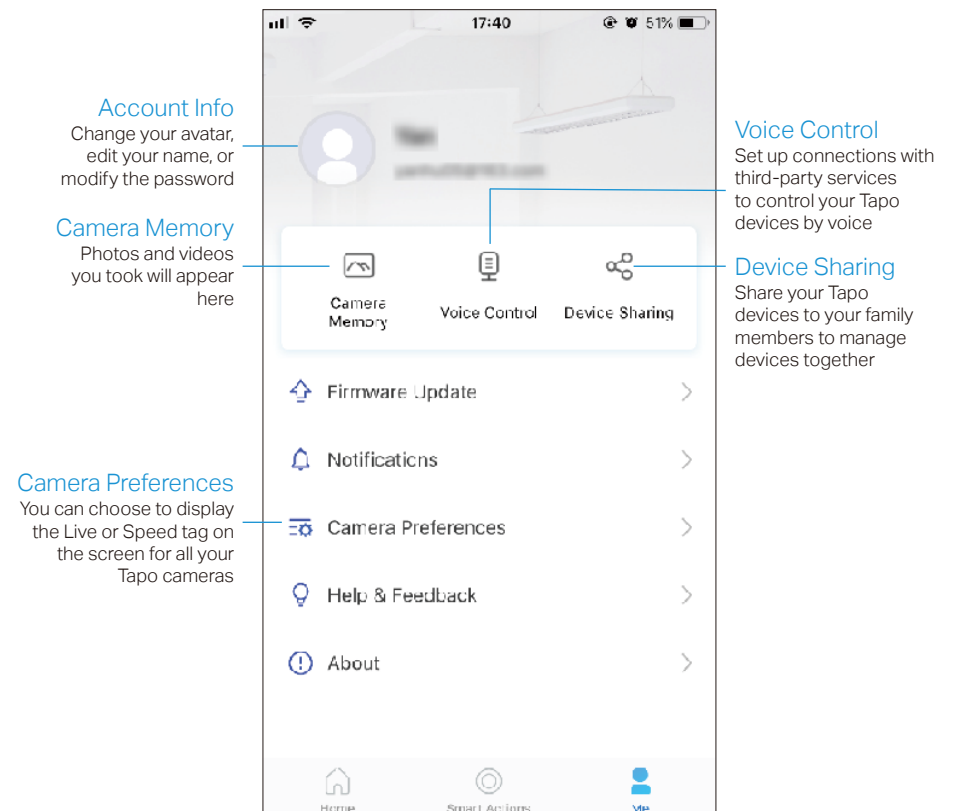 17:40
51%
Account Info
Change your avatar,
edit your name, or
modify the password
Camera Memory
Photos and videos
you took will appear
here
Voice Control
Set up connections with
third-party services
to control your Tapo
devices by voice
Device Sharing
Share your Tapo
devices to your family
members to manage
devices together
Camera
Memory
Voice Control
Device Sharing
Firmware Update
Notifications
Camera Preferences
You can choose to display
the Live or Speed tag on
the screen for all your
Tapo cameras
Camera Preferences
Help & Feedback
About
Home
Smart Actions
Me